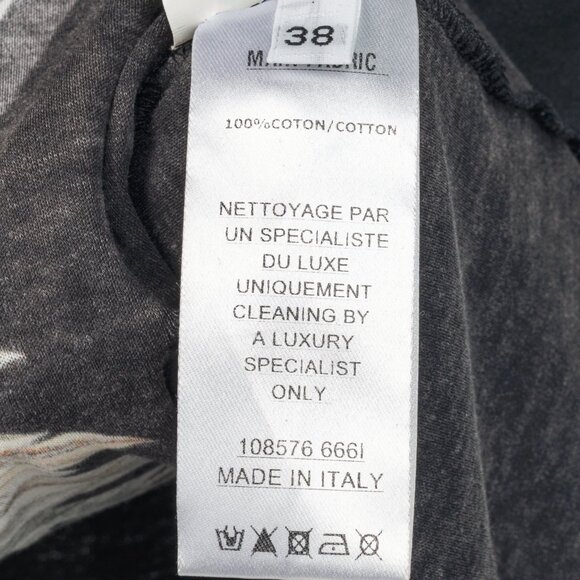 38
FABRIC
100%COTON/COTTON
NETTOYAGE PAR
UN SPECIALISTE
DU LUXE
UNIQUEMENT
CLEANING BY
A LUXURY
SPECIALIST
ONLY
108576 666I
MADE IN ITALY